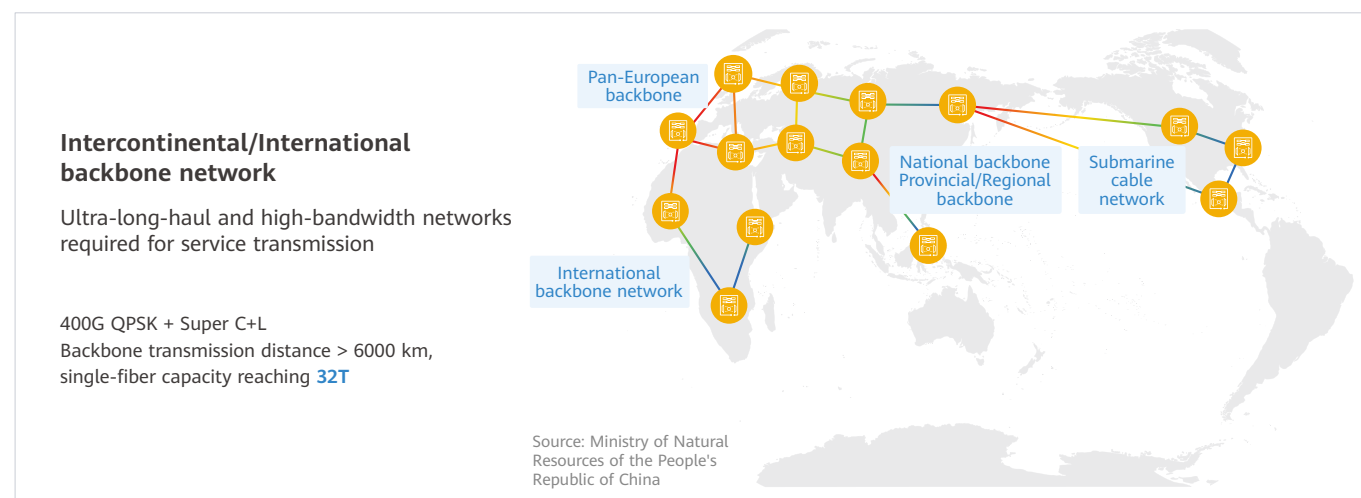 Intercontinental/International
backbone network
Ultra-long-haul and high-bandwidth networks
required for service transmission
400G QPSK + Super C+L
Backbone transmission distance > 6000 km,
single-fiber capacity reaching 32T
Pan-European
backbone
National backbone
Provincial/Regional
backbone
Submarine
cable
network
International
backbone network
Source: Ministry of Natural
Resources of the People's
Republic of China